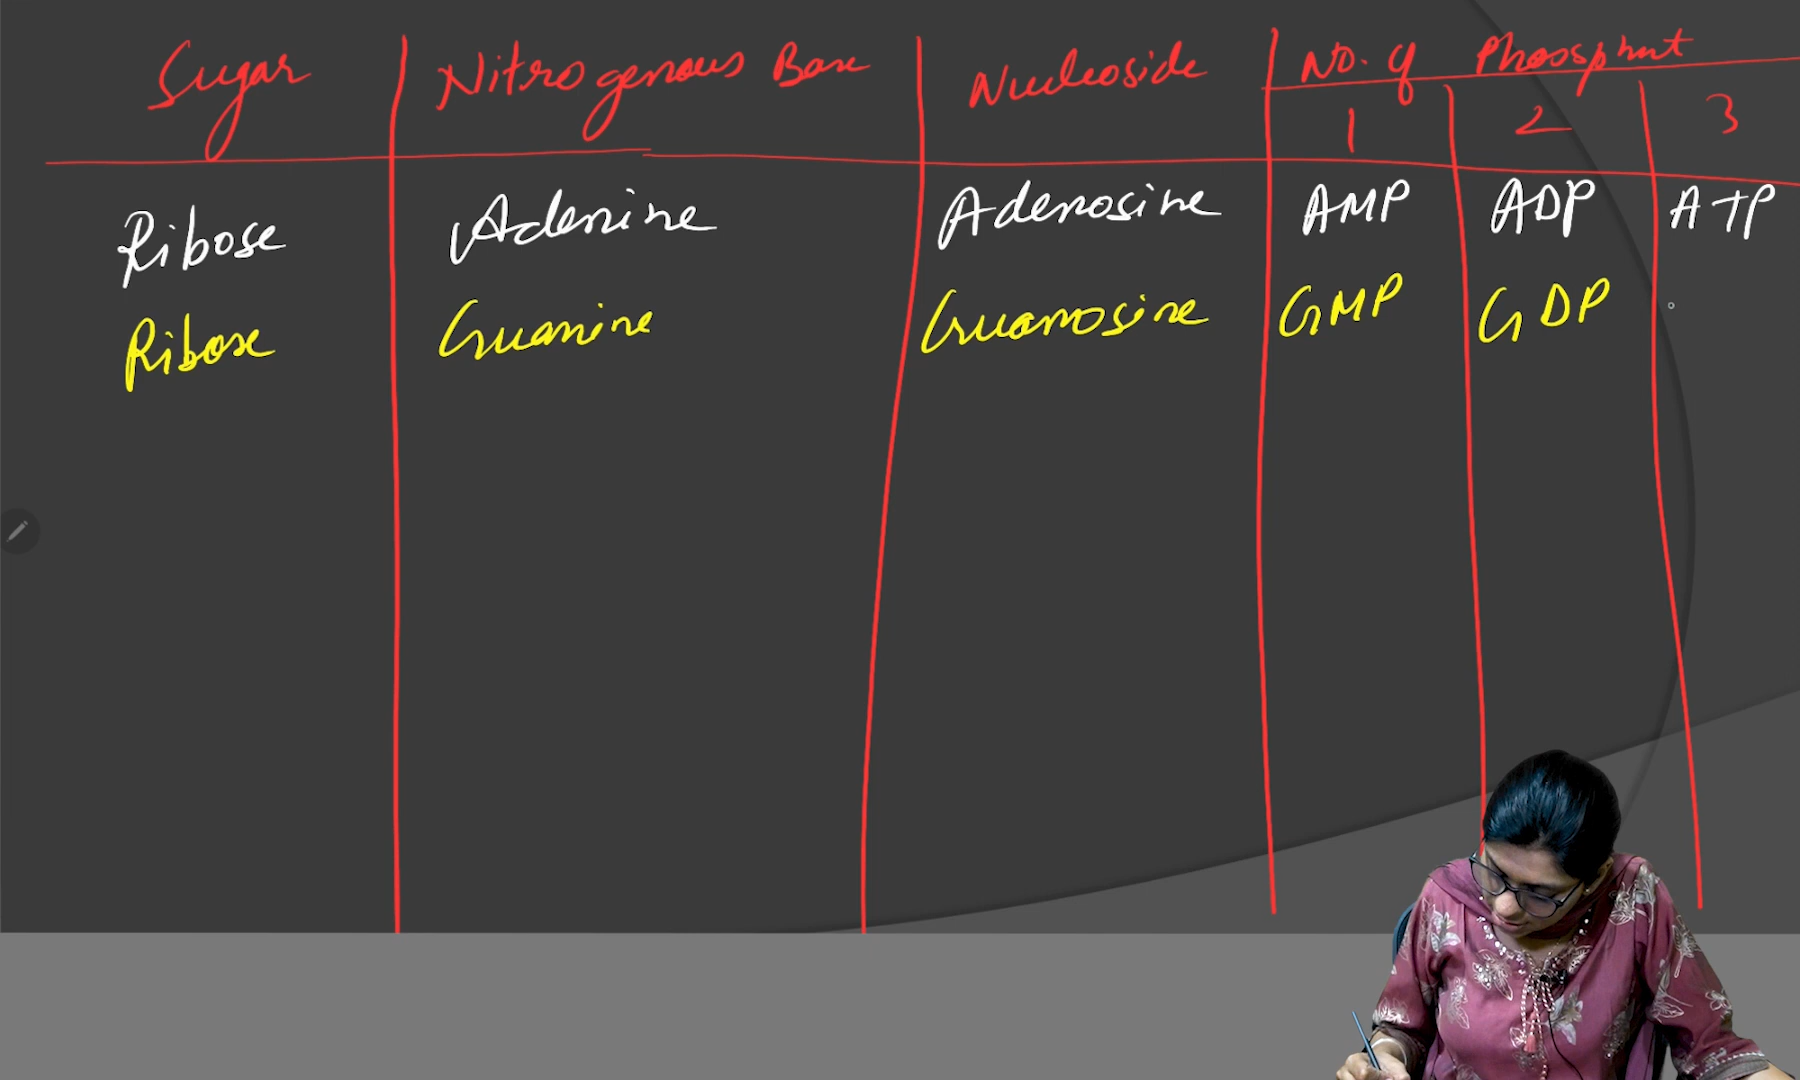 Sugar Nitrogenous Base Nucleoside No. of Phosphat
1 2 3
Ribose Adenine Adenosine AMP ADP ATP
Ribose Guanine Guanosine GMP GDP